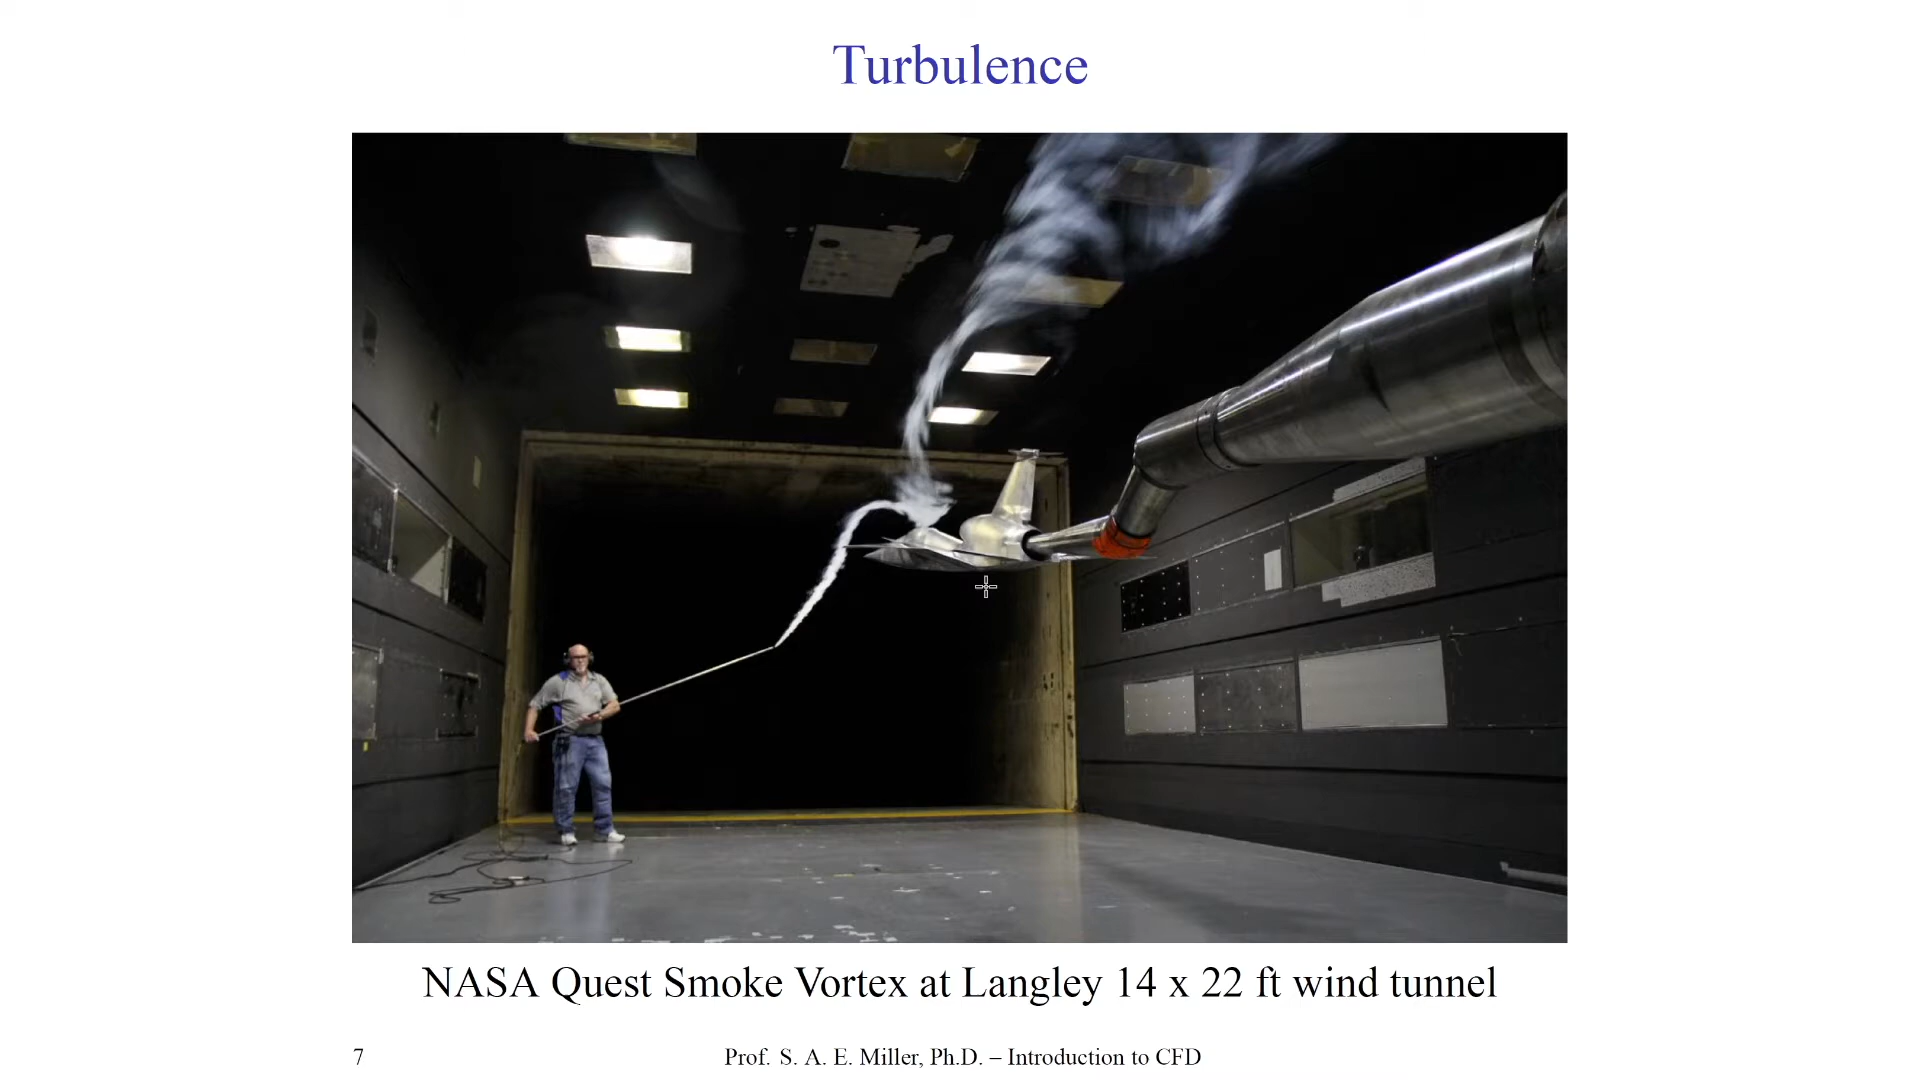 Turbulence
NASA Quest Smoke Vortex at Langley 14 x 22 ft wind tunnel
7
Prof. S. A. E. Miller, Ph.D. – Introduction to CFD